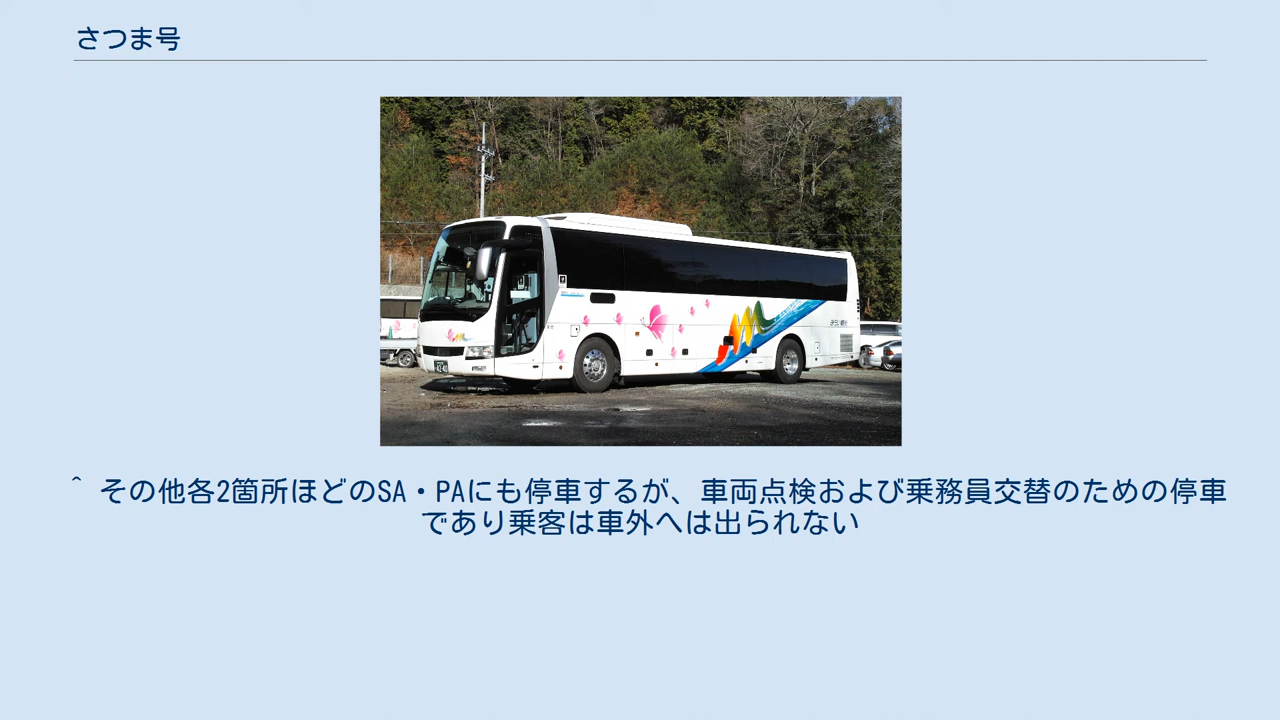 さつま号
^ その他各2箇所ほどのSA・PAにも停車するが、車両点検および乗務員交替のための停車
であり乗客は車外へは出られない